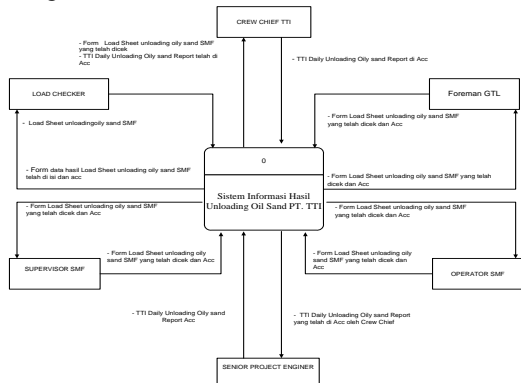 CREW CHIEF TTI
- Form Load Sheet unloading oily sand SMF
yang telah dicek
- TTI Daily Unloading Oily sand Report telah di
Acc
- TTI Daily Unloading Oily sand Report di Acc
LOAD CHECKER
Foreman GTL
- Load Sheet unloadingoily sand SMF
- Form Load Sheet unloading oily sand SMF
yang telah dicek dan Acc
0
- Form data hasil Load Sheet unloading oily sand SMF
telah di isi dan acc
- Form Load Sheet unloading oily sand SMF yang telah
dicek dan Acc
Sistem Informasi Hasil
Unloading Oil Sand PT. TTI
- Form Load Sheet unloading oily sand SMF
yang telah dicek dan Acc
- Form Load Sheet unloading oily sand SMF
yang telah dicek dan Acc
- Form Load Sheet unloading oily
sand SMF yang telah dicek dan Acc
- Form Load Sheet unloading oily
sand SMF yang telah dicek dan
Acc
SUPERVISOR SMF
OPERATOR SMF
- TTI Daily Unloading Oily sand
Report Acc
- TTI Daily Unloading Oily sand Report
yang telah di Acc oleh Crew Chief
SENIOR PROJECT ENGINER